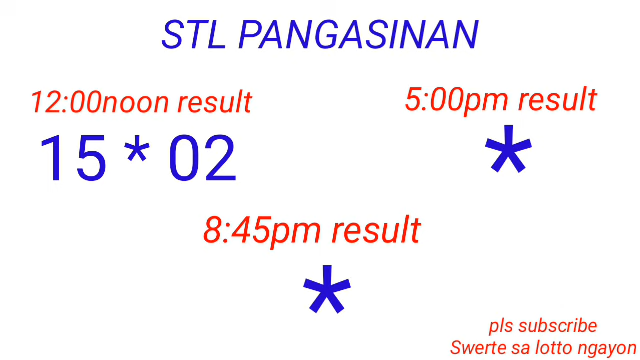 STL PANGASINAN
12:00noon result
15 * 02
5:00pm result
*
8:45pm result
*
pls subscribe
Swerte sa lotto ngayon